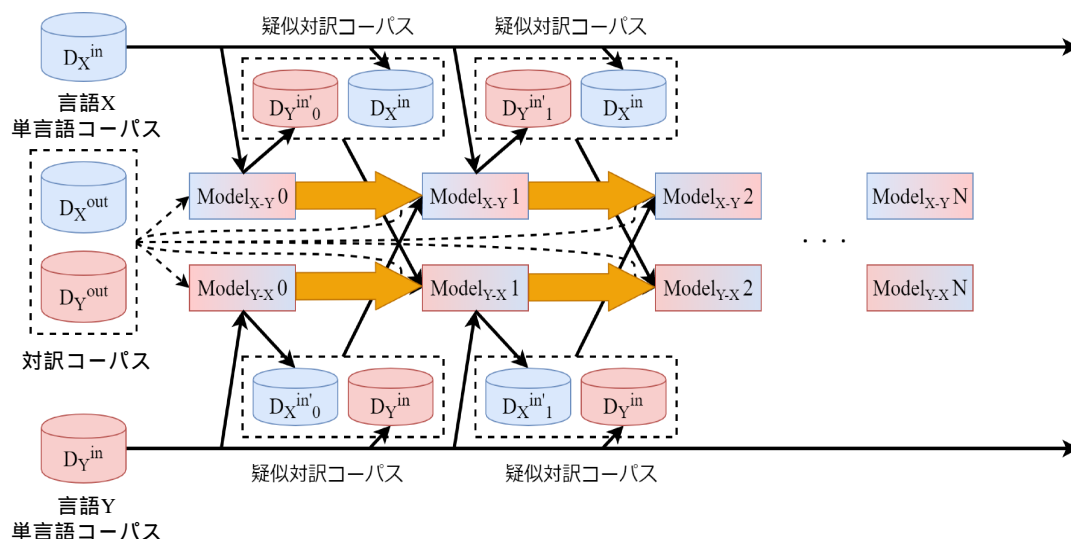 疑似対訳コーパス
疑似対訳コーパス
D_X^in
言語X
単言語コーパス
D_Y^in'_0
D_X^in
D_Y^in'_1
D_X^in
D_X^out
D_Y^out
対訳コーパス
Model_X-Y 0
Model_X-Y 1
Model_X-Y 2
Model_X-Y N
. . .
Model_Y-X 0
Model_Y-X 1
Model_Y-X 2
Model_Y-X N
D_X^in'_0
D_Y^in
D_X^in'_1
D_Y^in
疑似対訳コーパス
疑似対訳コーパス
D_Y^in
言語Y
単言語コーパス